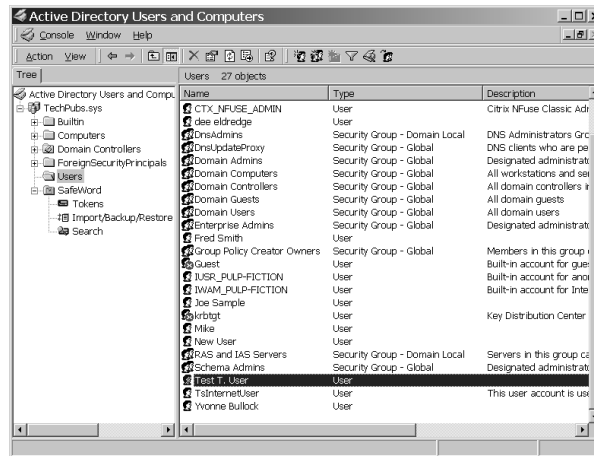 Active Directory Users and Computers
Console Window Help
Action View
Tree
Users 27 objects
Active Directory Users and Compu
TechPubs.sys
Builtin
Computers
Domain Controllers
ForeignSecurityPrincipals
Users
SafeWord
Tokens
Import/Backup/Restore
Search
Name Type Description
CTX_NFUSE_ADMIN User Citrix NFuse Classic Adr
dee eldredge User
DnsAdmins Security Group - Domain Local DNS Administrators Grc
DnsUpdateProxy Security Group - Global DNS clients who are pe
Domain Admins Security Group - Global Designated administrato
Domain Computers Security Group - Global All workstations and ser
Domain Controllers Security Group - Global All domain controllers i
Domain Guests Security Group - Global All domain guests
Domain Users Security Group - Global All domain users
Enterprise Admins Security Group - Global Designated administrato
Fred Smith User
Group Policy Creator Owners Security Group - Global Members in this group
Guest User Built-in account for gue
IUSR_PULP-FICTION User Built-in account for anor
IWAM_PULP-FICTION User Built-in account for Inte
Joe Sample User
krbtgt User Key Distribution Center
Mike User
New User User
RAS and IAS Servers Security Group - Domain Local Servers in this group ca
Schema Admins Security Group - Global Designated administrato
Test T. User User
TsInternetUser User This user account is use
Yvonne Bullock User